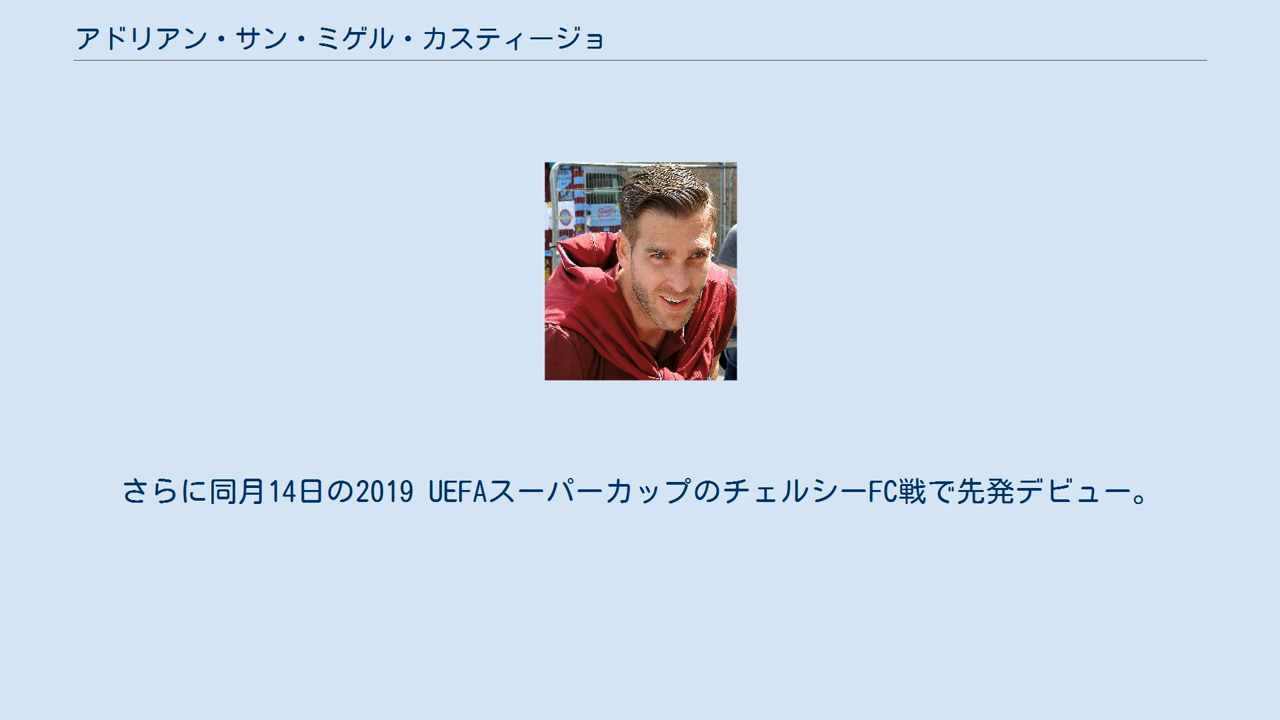 アドリアン・サン・ミゲル・カスティージョ
さらに同月14日の2019 UEFAスーパーカップのチェルシーFC戦で先発デビュー。